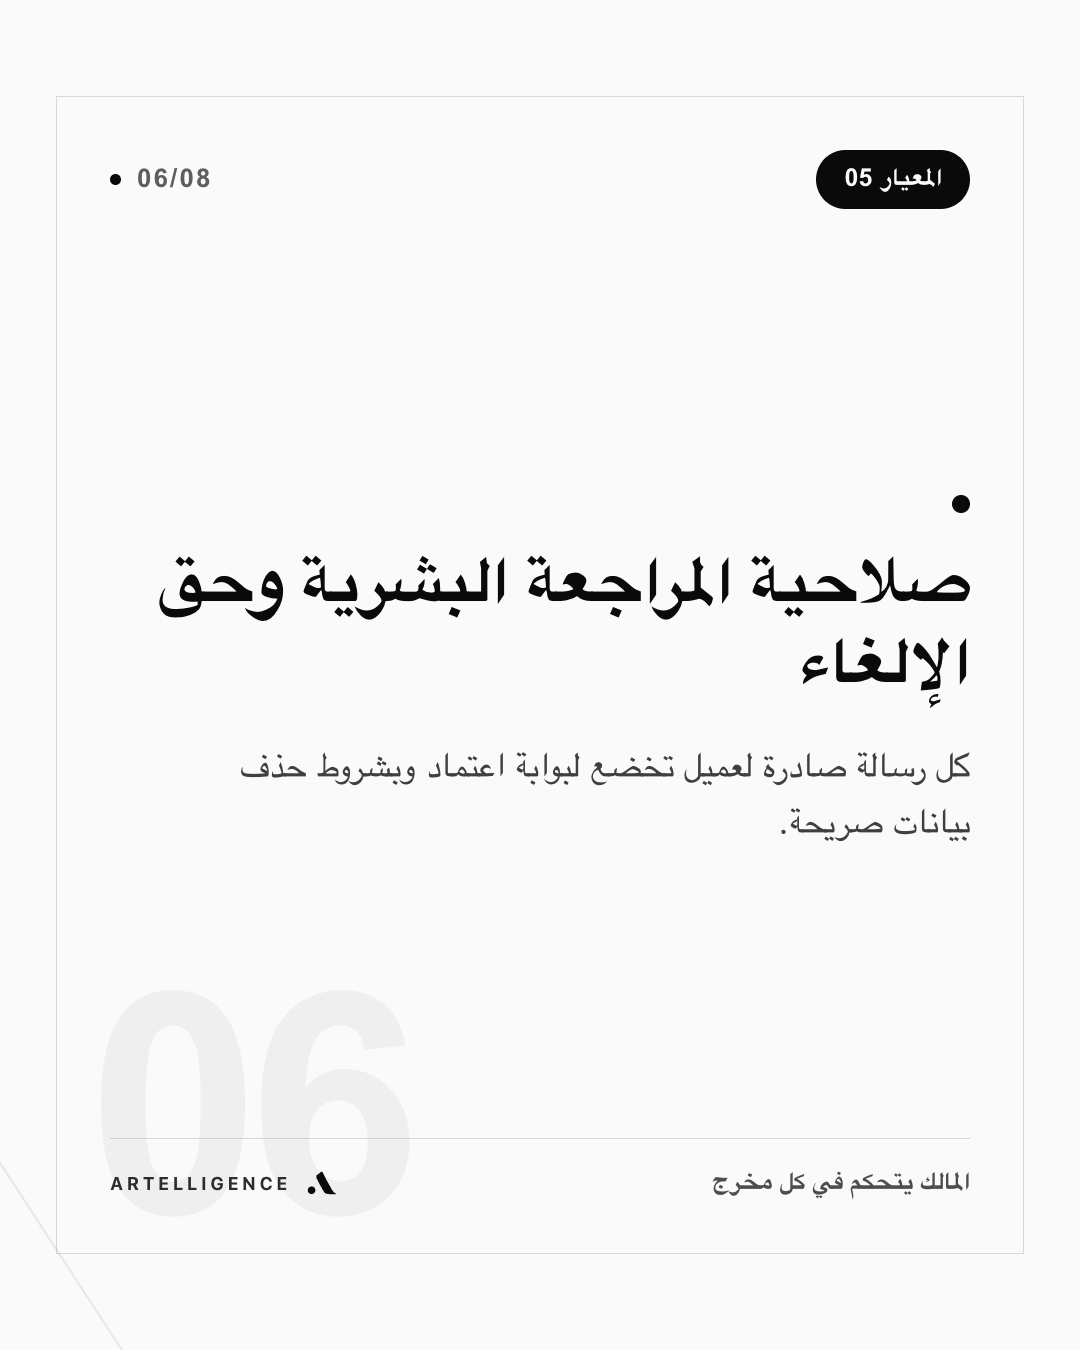 المعيار 05
06/08
صلاحية المراجعة البشرية وحق
الإلغاء
كل رسالة صادرة لعميل تخضع لبوابة اعتماد وبشروط حذف
بيانات صريحة.
06
المالك يتحكم في كل مخرج
ARTELLIGENCE